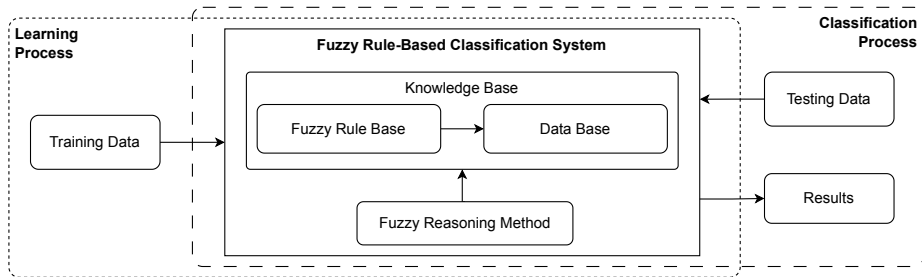 Learning
Process
Classification
Process
Fuzzy Rule-Based Classification System
Knowledge Base
Fuzzy Rule Base
Data Base
Training Data
Testing Data
Fuzzy Reasoning Method
Results